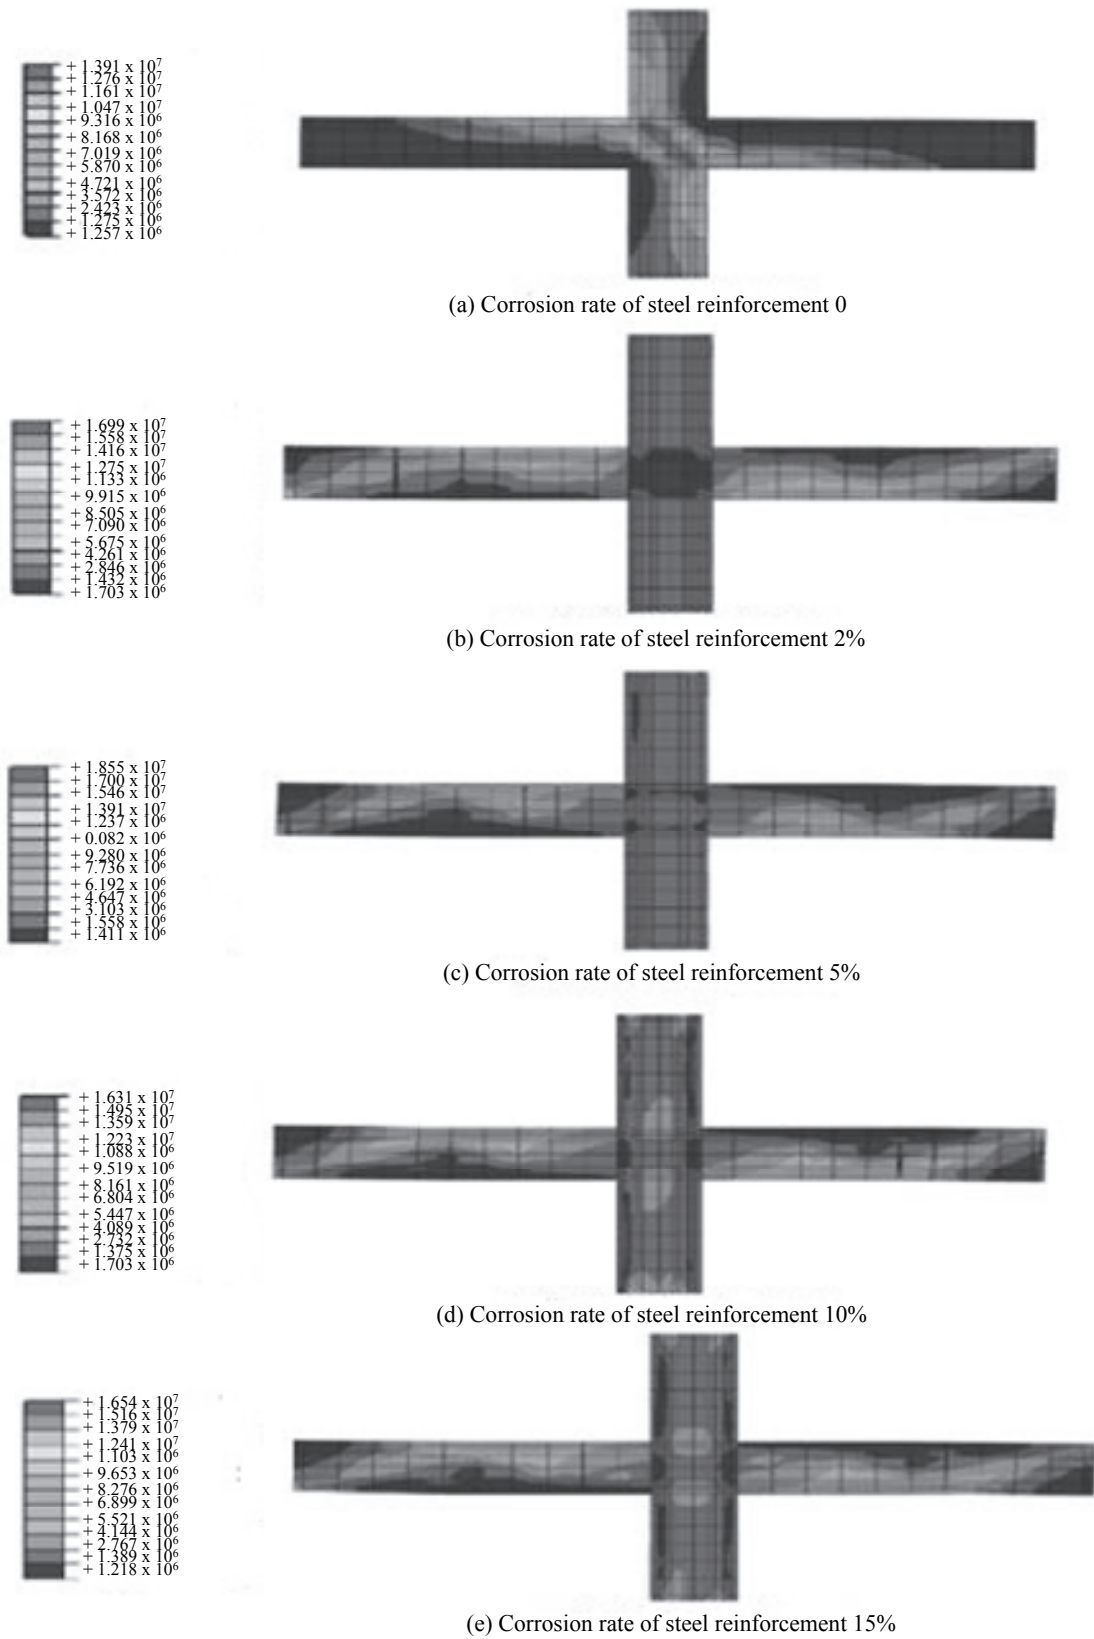 + 1.391 x 10⁷
+ 1.276 x 10⁷
+ 1.161 x 10⁷
+ 1.047 x 10⁷
+ 9.316 x 10⁶
+ 8.168 x 10⁶
+ 7.019 x 10⁶
+ 5.870 x 10⁶
+ 4.721 x 10⁶
+ 3.572 x 10⁶
+ 2.423 x 10⁶
+ 1.275 x 10⁶
+ 1.257 x 10⁶
(a) Corrosion rate of steel reinforcement 0
+ 1.699 x 10⁷
+ 1.558 x 10⁷
+ 1.416 x 10⁷
+ 1.275 x 10⁷
+ 1.133 x 10⁶
+ 9.915 x 10⁶
+ 8.505 x 10⁶
+ 7.090 x 10⁶
+ 5.675 x 10⁶
+ 4.261 x 10⁶
+ 2.846 x 10⁶
+ 1.432 x 10⁶
+ 1.703 x 10⁶
(b) Corrosion rate of steel reinforcement 2%
+ 1.855 x 10⁷
+ 1.700 x 10⁷
+ 1.546 x 10⁷
+ 1.391 x 10⁷
+ 1.237 x 10⁶
+ 0.082 x 10⁶
+ 9.280 x 10⁶
+ 7.736 x 10⁶
+ 6.192 x 10⁶
+ 4.647 x 10⁶
+ 3.103 x 10⁶
+ 1.558 x 10⁶
+ 1.411 x 10⁶
(c) Corrosion rate of steel reinforcement 5%
+ 1.631 x 10⁷
+ 1.495 x 10⁷
+ 1.359 x 10⁷
+ 1.223 x 10⁷
+ 1.088 x 10⁶
+ 9.519 x 10⁶
+ 8.161 x 10⁶
+ 6.804 x 10⁶
+ 5.447 x 10⁶
+ 4.089 x 10⁶
+ 2.732 x 10⁶
+ 1.375 x 10⁶
+ 1.703 x 10⁶
(d) Corrosion rate of steel reinforcement 10%
+ 1.654 x 10⁷
+ 1.516 x 10⁷
+ 1.379 x 10⁷
+ 1.241 x 10⁷
+ 1.103 x 10⁶
+ 9.653 x 10⁶
+ 8.276 x 10⁶
+ 6.899 x 10⁶
+ 5.521 x 10⁶
+ 4.144 x 10⁶
+ 2.767 x 10⁶
+ 1.389 x 10⁶
+ 1.218 x 10⁶
(e) Corrosion rate of steel reinforcement 15%